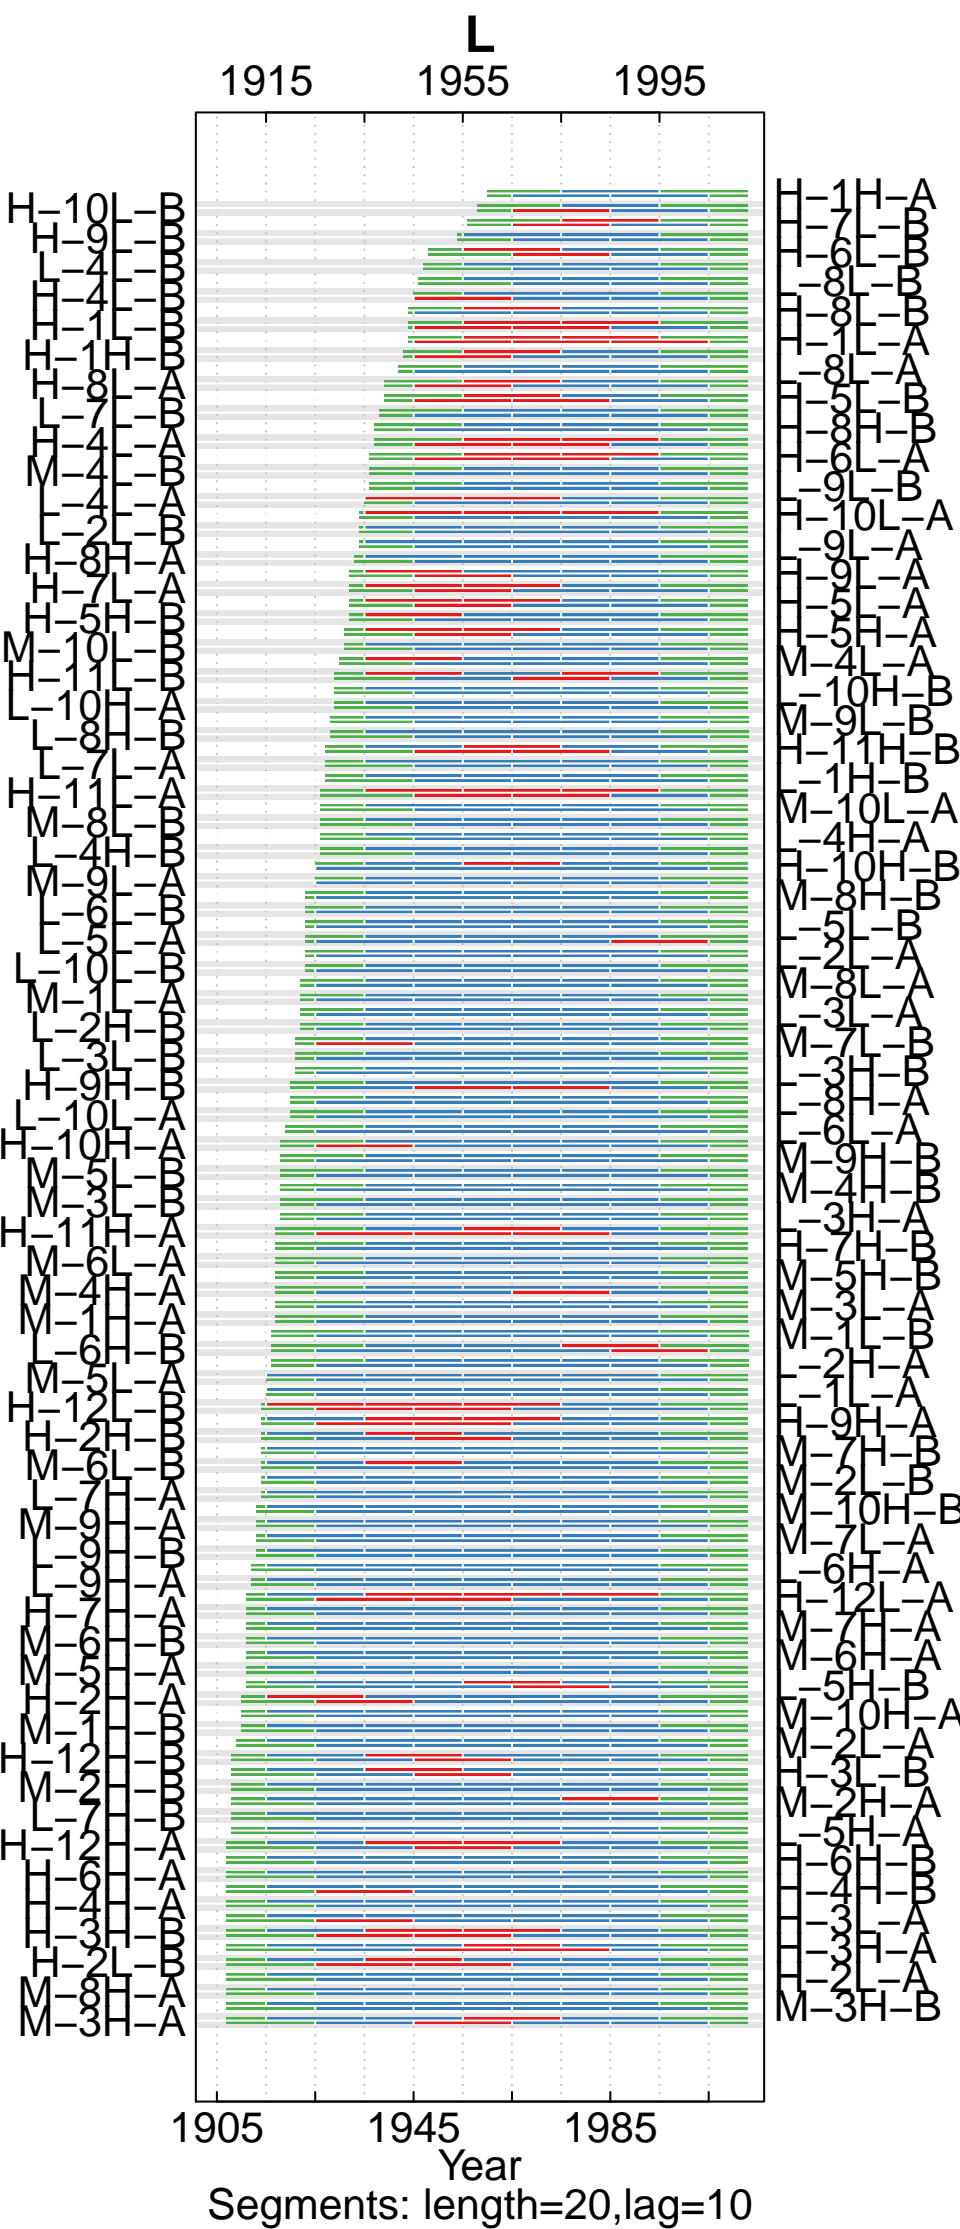 L
1915 1955 1995
H−10L−B
H−9L−B
L−4L−B
H−4L−B
H−1L−B
H−1H−B
H−8L−A
L−7L−B
H−4L−A
M−4L−B
L−4L−A
L−2L−B
H−8H−A
H−7L−A
H−5H−B
M−10L−B
H−11L−B
L−10H−A
L−8H−B
L−7L−A
H−11L−A
M−8L−B
L−4H−B
M−9L−A
L−6L−B
L−5L−A
L−10L−B
M−1L−A
L−2H−B
L−3L−B
H−9H−B
L−10L−A
H−10H−A
M−5L−B
M−3L−B
H−11H−A
M−6L−A
M−4H−A
M−1H−A
L−6H−B
M−5L−A
H−12L−B
H−2H−B
M−6L−B
L−7H−A
M−9H−A
L−9H−B
L−9H−A
H−7H−A
M−6H−B
M−5H−A
H−2H−A
M−1H−B
H−12H−B
M−2H−B
L−7H−B
H−12H−A
H−6H−A
H−4H−A
H−3H−B
H−2L−B
M−8H−A
M−3H−A
H−1H−A
H−7L−B
H−6L−B
L−8L−B
H−8L−B
H−1L−A
L−8L−A
H−5L−B
H−8H−B
H−6L−A
L−9L−B
H−10L−A
L−9L−A
H−9L−A
H−5L−A
H−5H−A
M−4L−A
L−10H−B
M−9L−B
H−11H−B
L−1H−B
M−10L−A
L−4H−A
H−10H−B
M−8H−B
L−5L−B
L−2L−A
M−8L−A
L−3L−A
M−7L−B
L−3H−B
L−8H−A
L−6L−A
M−9H−B
M−4H−B
L−3H−A
H−7H−B
M−5H−B
M−3L−A
M−1L−B
L−2H−A
L−1L−A
H−9H−A
M−7H−B
M−2L−B
M−10H−B
M−7L−A
L−6H−A
H−12L−A
M−7H−A
M−6H−A
L−5H−B
M−10H−A
M−2L−A
H−3L−B
M−2H−A
L−5H−A
H−6H−B
H−4H−B
H−3L−A
H−3H−A
H−2L−A
M−3H−B
1905 1945 1985
Year
Segments: length=20,lag=10